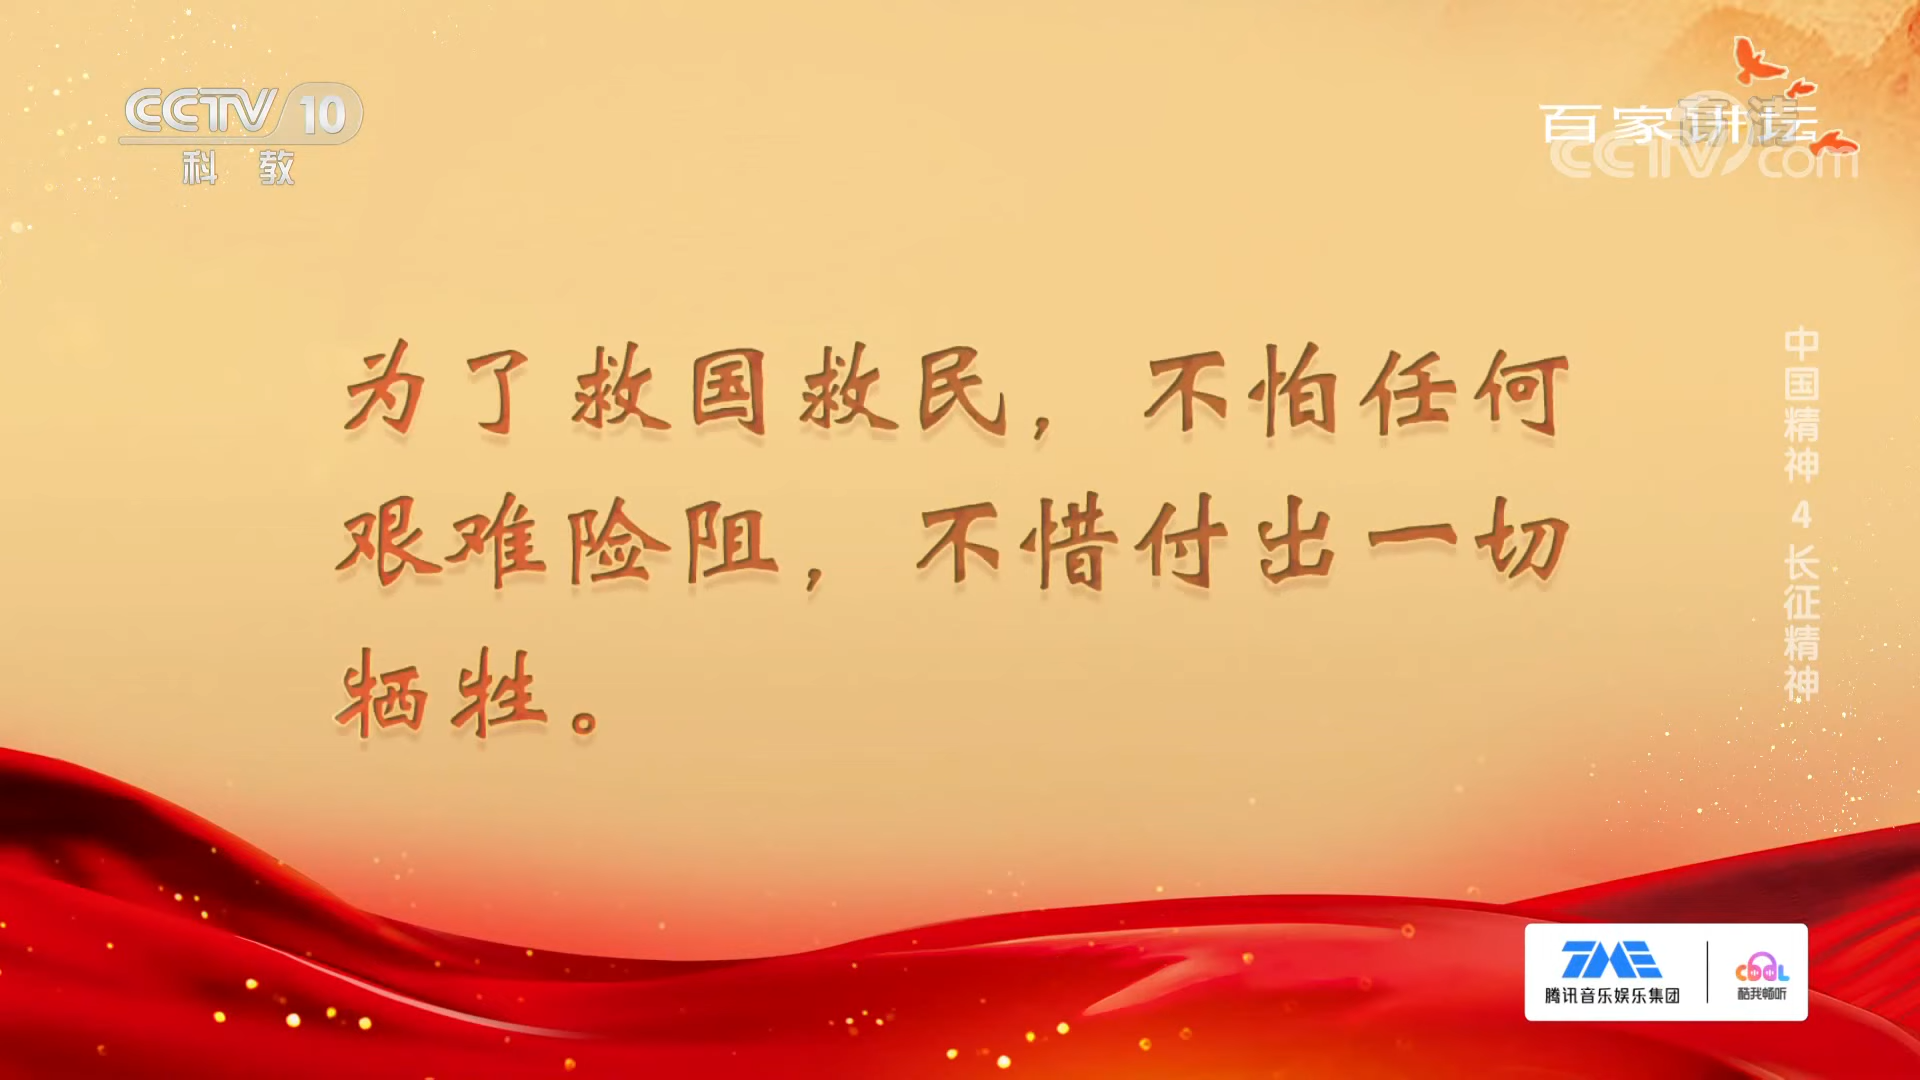 CCTV 10
科教
百家讲坛
高清
CCTV.com
为了救国救民，不怕任何
艰难险阻，不惜付出一切
牺牲。
中国精神 4 长征精神
TME
腾讯音乐娱乐集团
COOL
酷我畅听